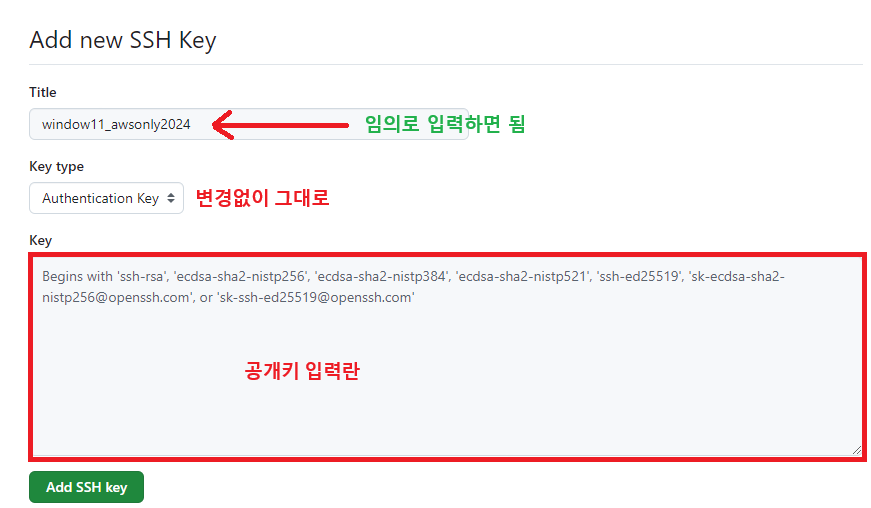 Add new SSH Key
Title
window11_awsonly2024
임의로 입력하면 됨
Key type
Authentication Key
변경없이 그대로
Key
Begins with 'ssh-rsa', 'ecdsa-sha2-nistp256', 'ecdsa-sha2-nistp384', 'ecdsa-sha2-nistp521', 'ssh-ed25519', 'sk-ecdsa-sha2-
nistp256@openssh.com', or 'sk-ssh-ed25519@openssh.com'
공개키 입력란
Add SSH key